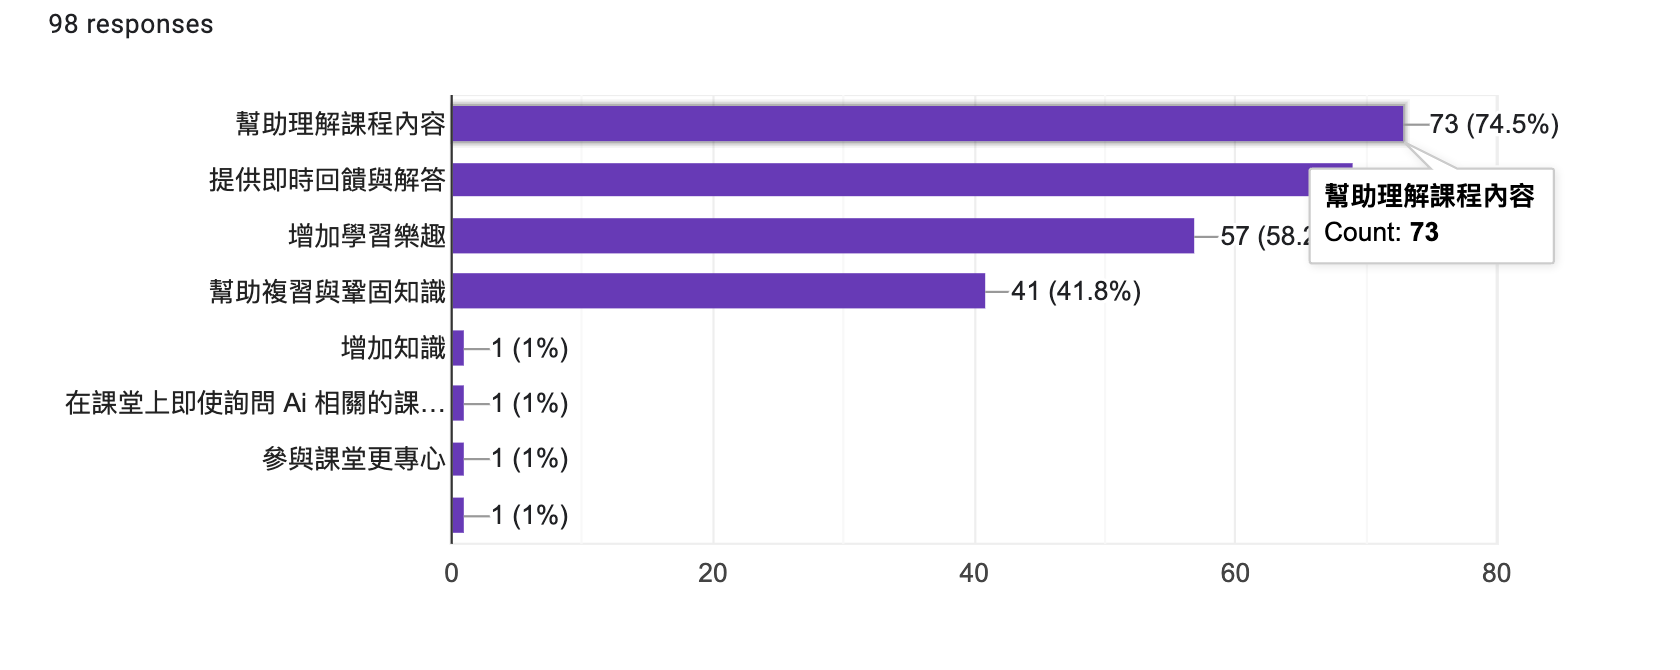 98 responses
幫助理解課程內容
73 (74.5%)
提供即時回饋與解答
幫助理解課程內容
Count: 73
增加學習樂趣
57 (58.2
幫助複習與鞏固知識
41 (41.8%)
增加知識
1 (1%)
在課堂上即使詢問 Ai 相關的課…
1 (1%)
參與課堂更專心
1 (1%)
1 (1%)
0 20 40 60 80